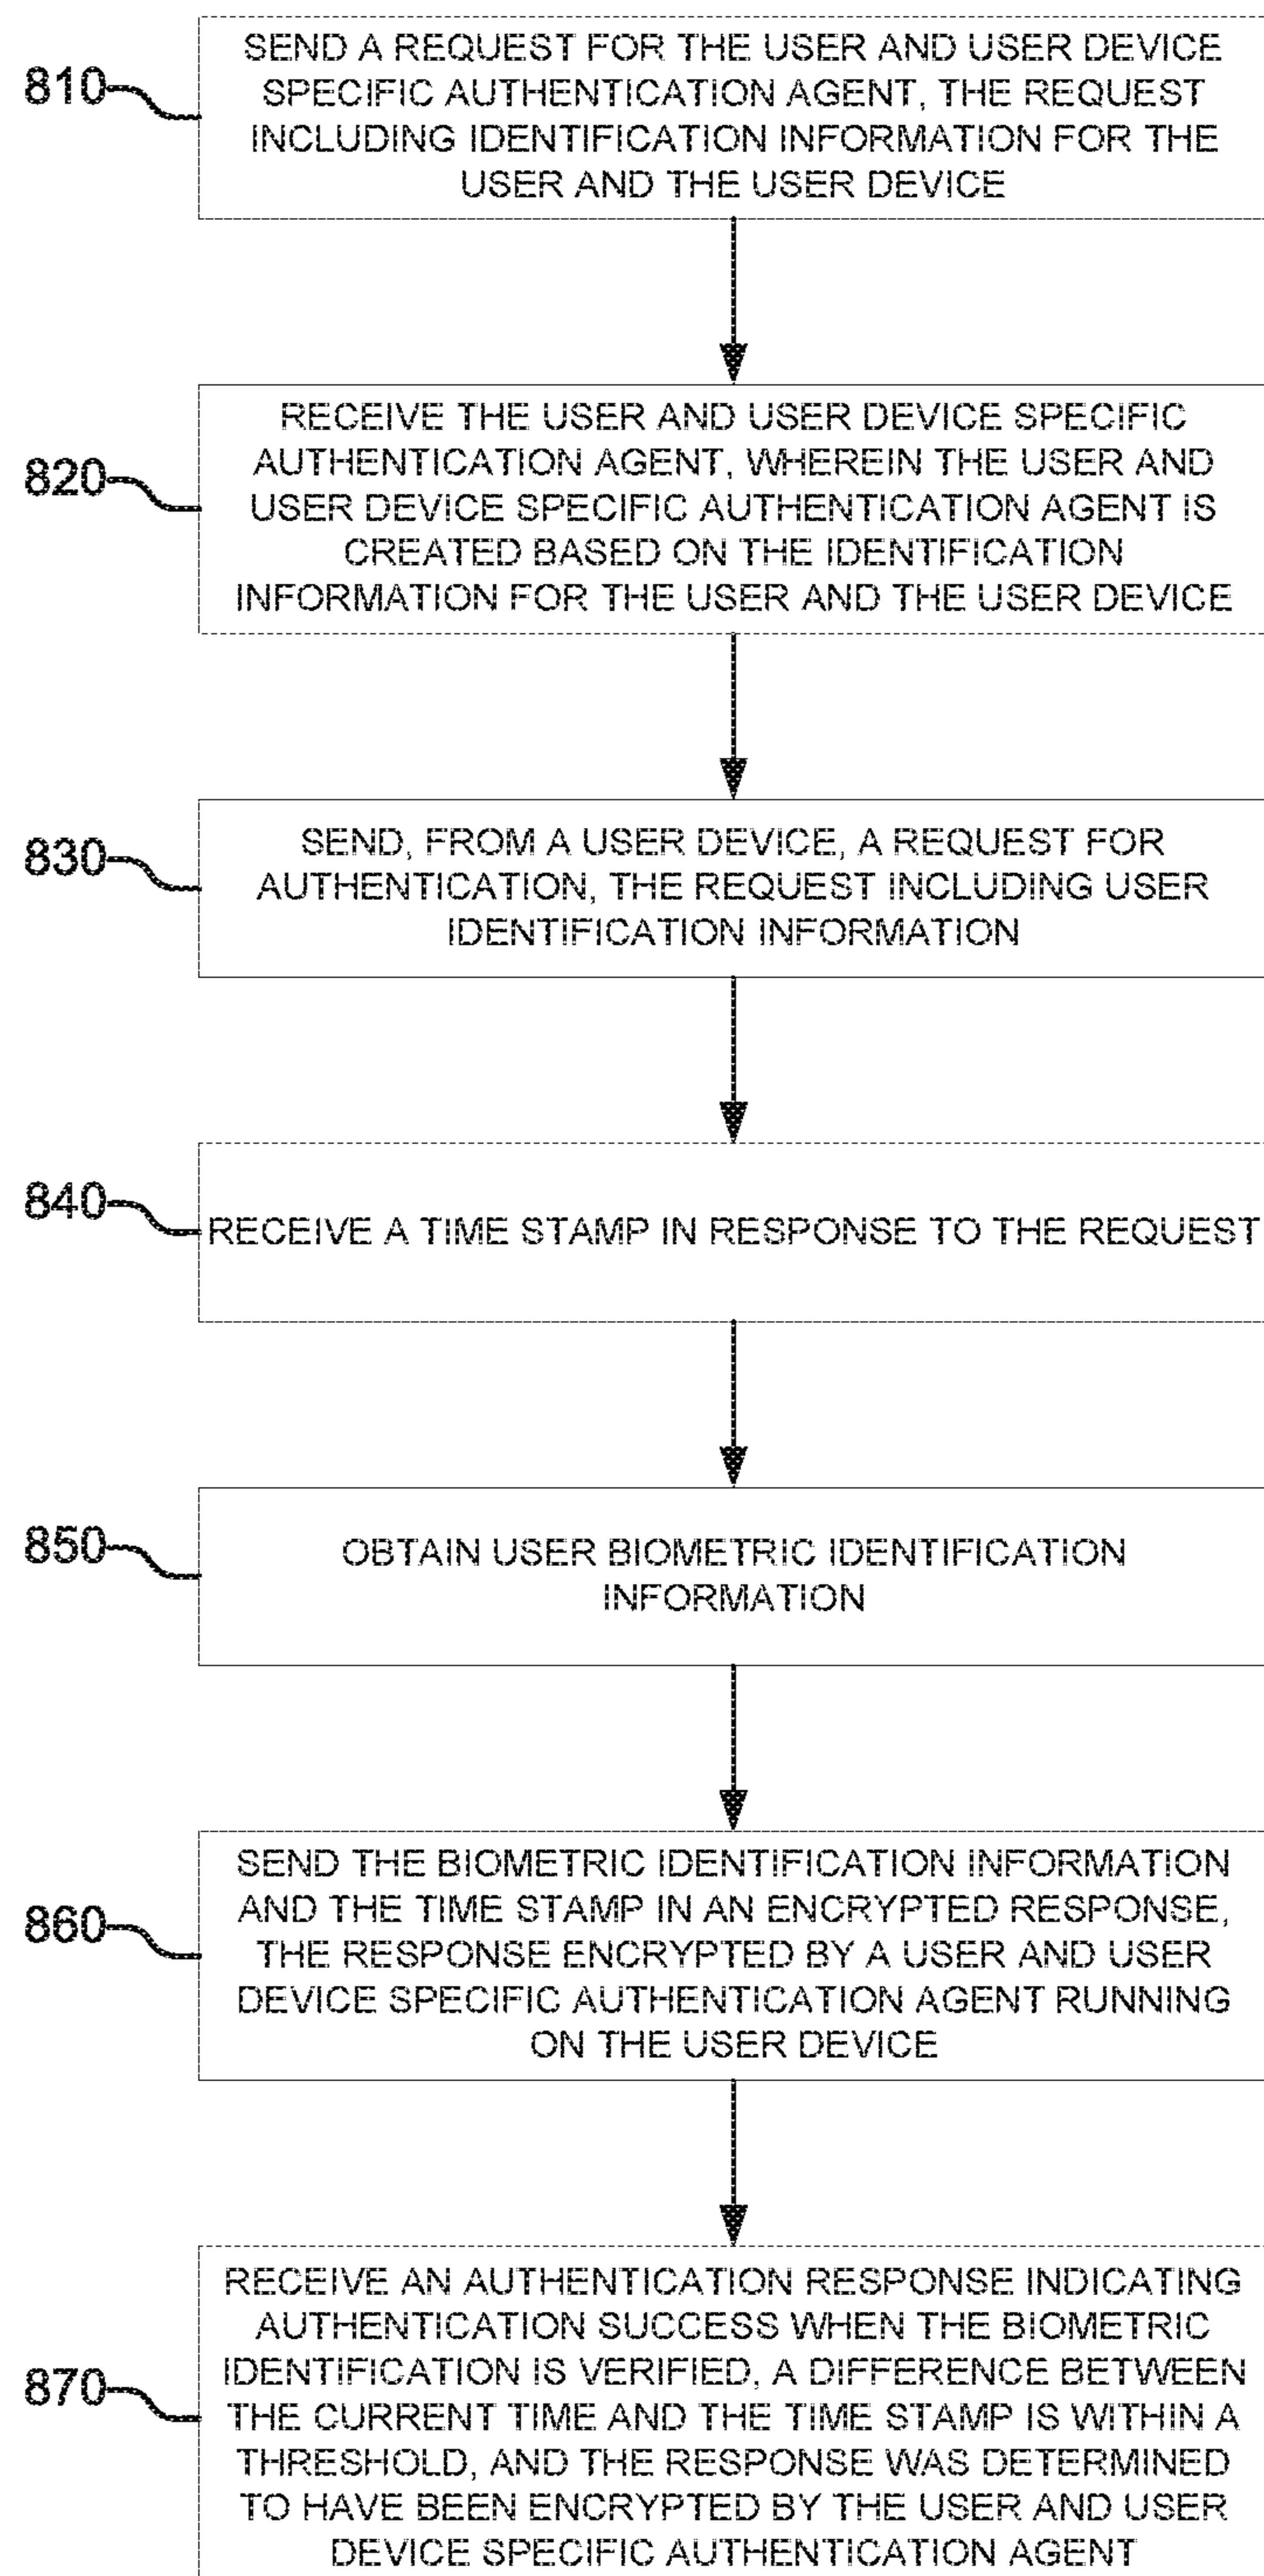 810
SEND A REQUEST FOR THE USER AND USER DEVICE
SPECIFIC AUTHENTICATION AGENT, THE REQUEST
INCLUDING IDENTIFICATION INFORMATION FOR THE
USER AND THE USER DEVICE
820
RECEIVE THE USER AND USER DEVICE SPECIFIC
AUTHENTICATION AGENT, WHEREIN THE USER AND
USER DEVICE SPECIFIC AUTHENTICATION AGENT IS
CREATED BASED ON THE IDENTIFICATION
INFORMATION FOR THE USER AND THE USER DEVICE
830
SEND, FROM A USER DEVICE, A REQUEST FOR
AUTHENTICATION, THE REQUEST INCLUDING USER
IDENTIFICATION INFORMATION
840
RECEIVE A TIME STAMP IN RESPONSE TO THE REQUEST
850
OBTAIN USER BIOMETRIC IDENTIFICATION
INFORMATION
860
SEND THE BIOMETRIC IDENTIFICATION INFORMATION
AND THE TIME STAMP IN AN ENCRYPTED RESPONSE,
THE RESPONSE ENCRYPTED BY A USER AND USER
DEVICE SPECIFIC AUTHENTICATION AGENT RUNNING
ON THE USER DEVICE
870
RECEIVE AN AUTHENTICATION RESPONSE INDICATING
AUTHENTICATION SUCCESS WHEN THE BIOMETRIC
IDENTIFICATION IS VERIFIED, A DIFFERENCE BETWEEN
THE CURRENT TIME AND THE TIME STAMP IS WITHIN A
THRESHOLD, AND THE RESPONSE WAS DETERMINED
TO HAVE BEEN ENCRYPTED BY THE USER AND USER
DEVICE SPECIFIC AUTHENTICATION AGENT